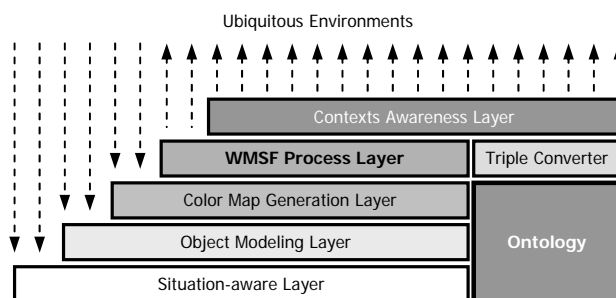 Ubiquitous Environments
Contexts Awareness Layer
WMSF Process Layer
Triple Converter
Color Map Generation Layer
Object Modeling Layer
Ontology
Situation-aware Layer